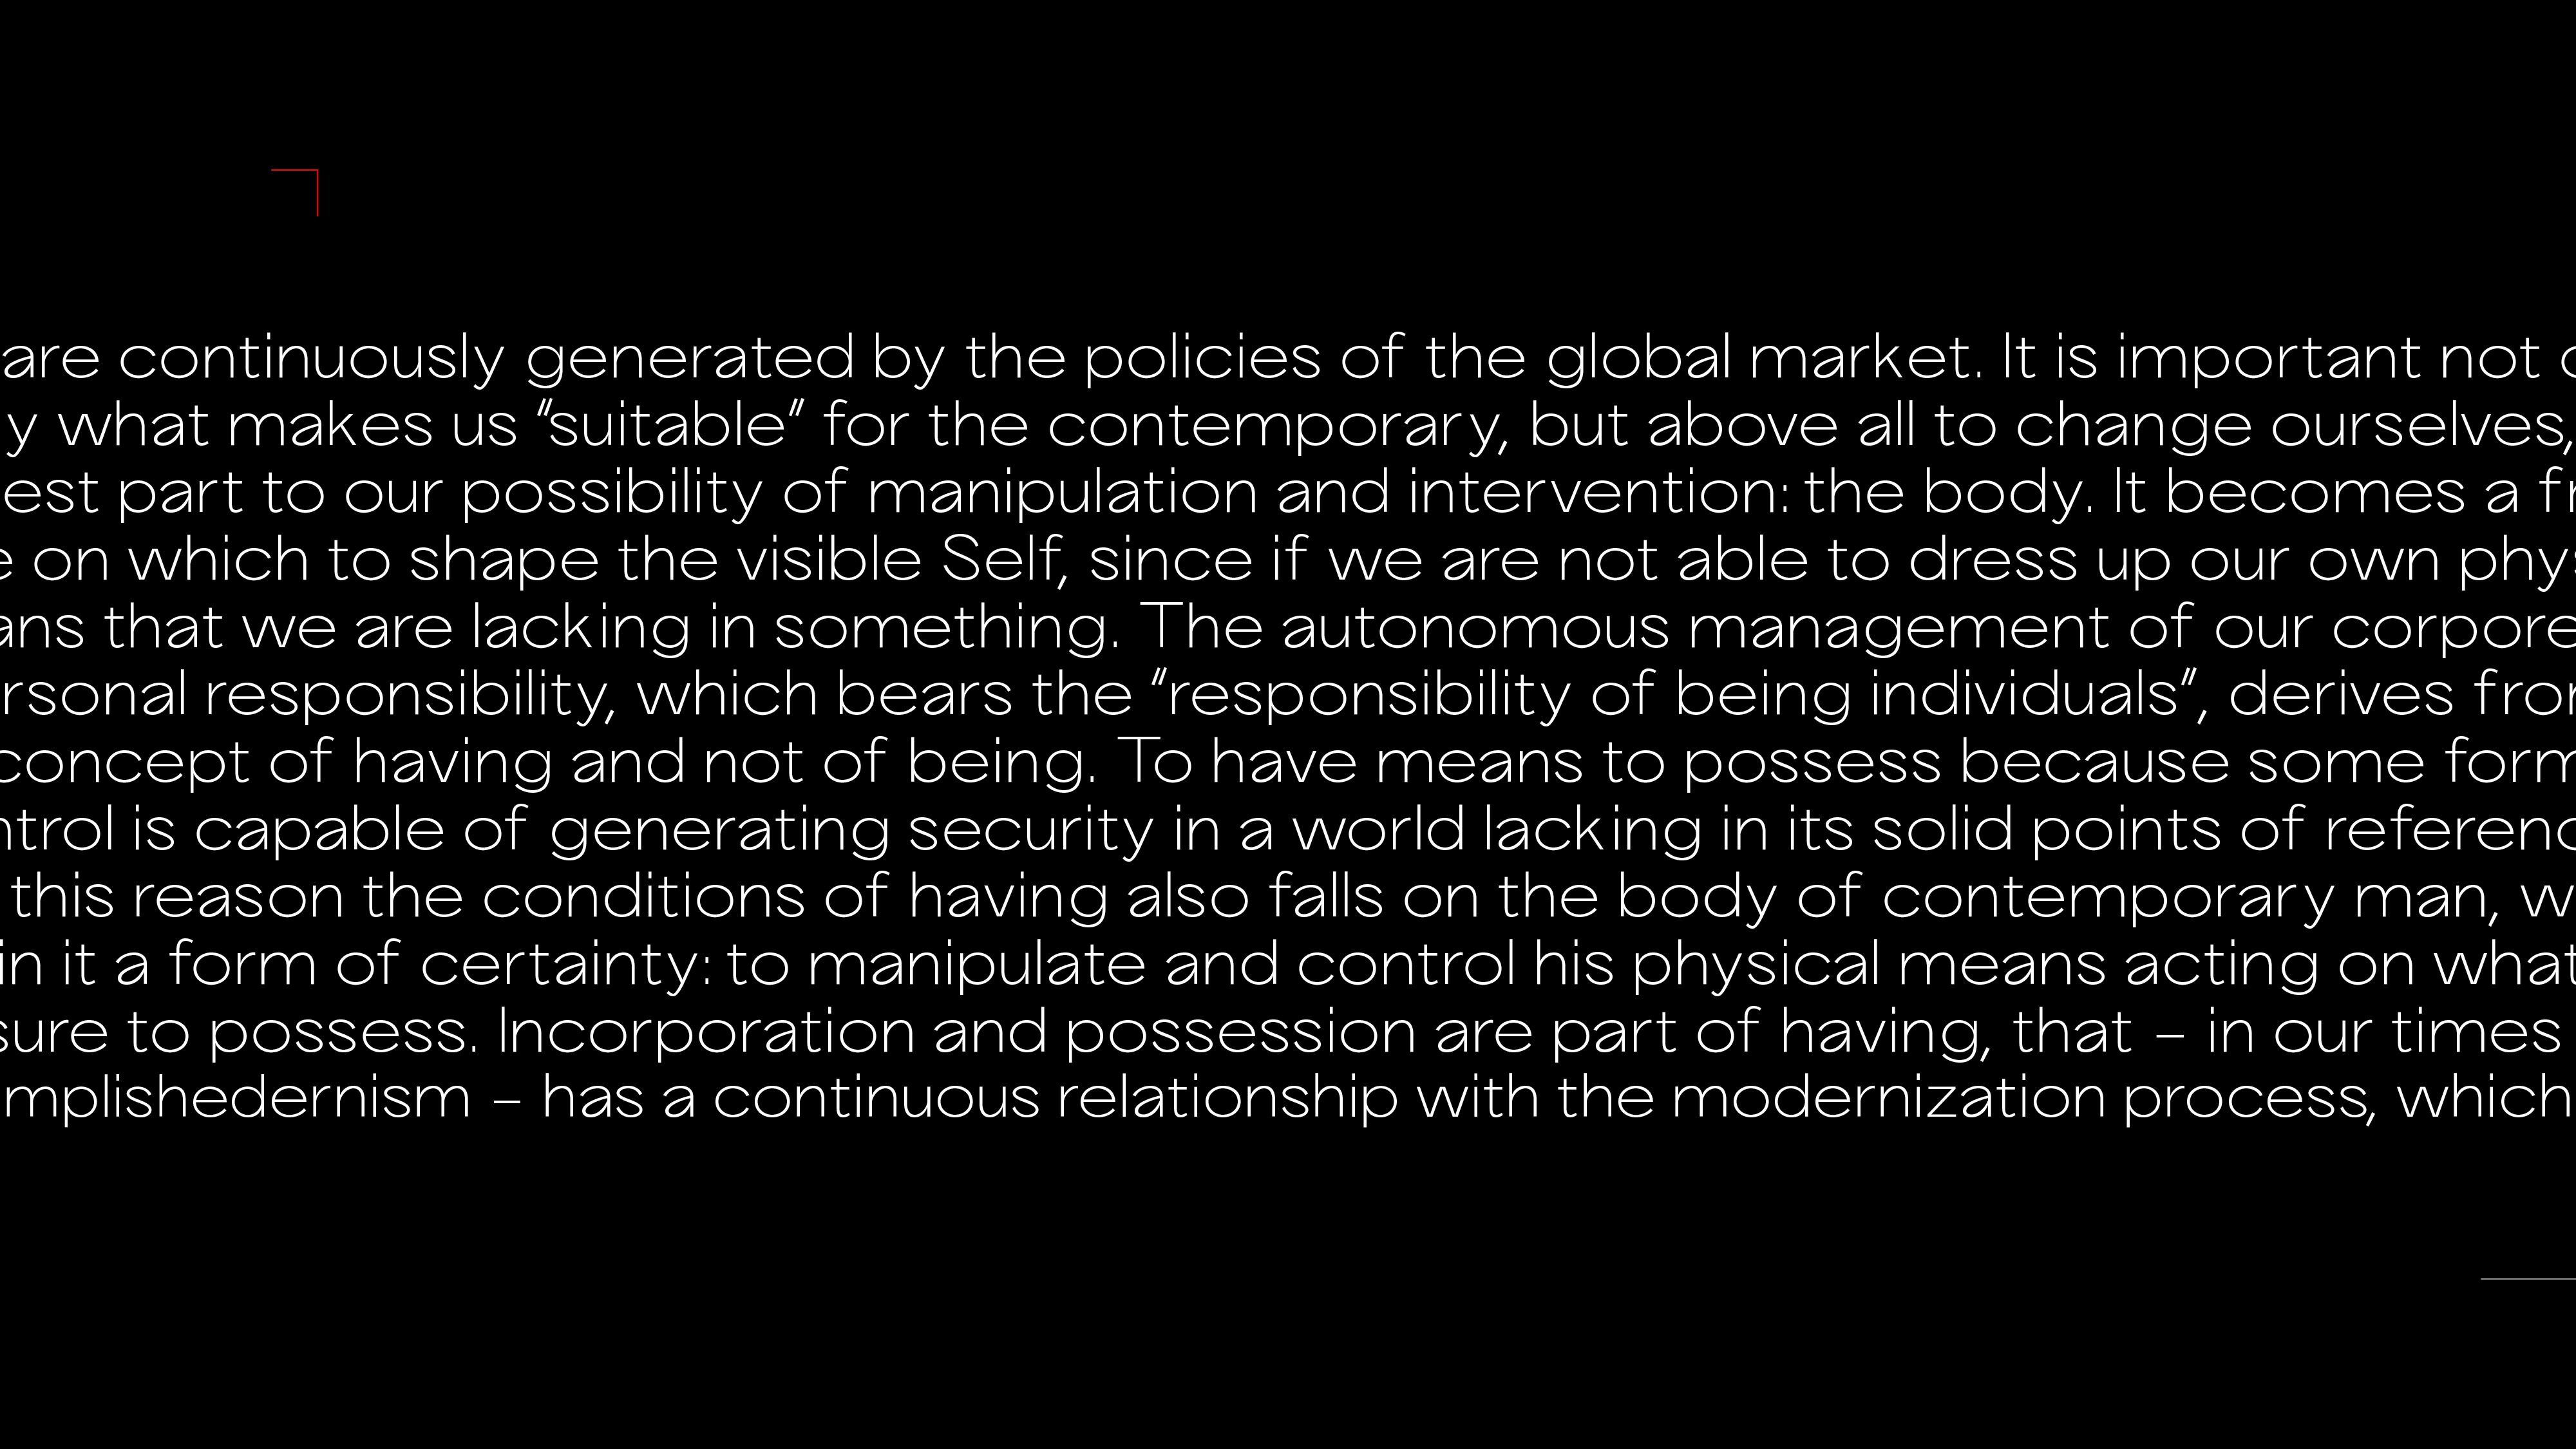 are continuously generated by the policies of the global market. It is important not
y what makes us “suitable” for the contemporary, but above all to change ourselves,
est part to our possibility of manipulation and intervention: the body. It becomes a fr
e on which to shape the visible Self, since if we are not able to dress up our own phys
ans that we are lacking in something. The autonomous management of our corpore
rsonal responsibility, which bears the “responsibility of being individuals”, derives fron
concept of having and not of being. To have means to possess because some form
ntrol is capable of generating security in a world lacking in its solid points of referenc
this reason the conditions of having also falls on the body of contemporary man, w
in it a form of certainty: to manipulate and control his physical means acting on what
sure to possess. Incorporation and possession are part of having, that – in our times
mplishedernism – has a continuous relationship with the modernization process, which